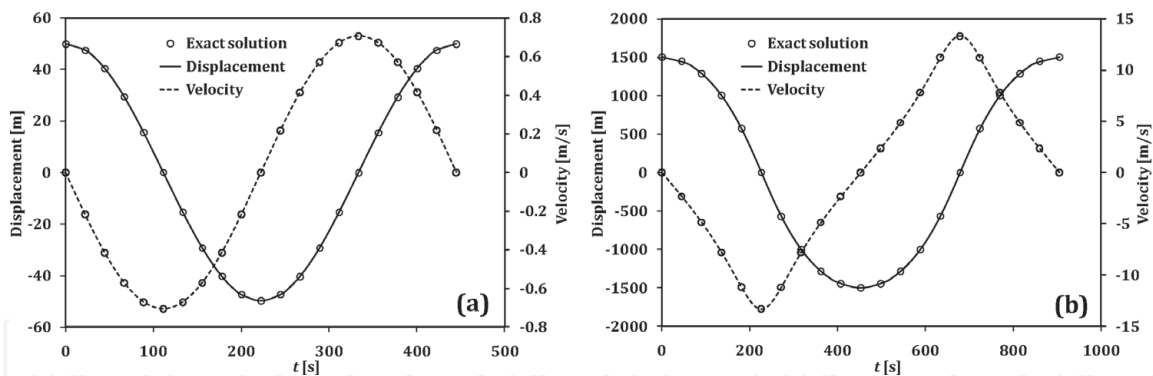 60
40
20
0
-20
-40
-60
Displacement [m]
Exact solution
Displacement
Velocity
0.8
0.6
0.4
0.2
0
-0.2
-0.4
-0.6
-0.8
Velocity [m/s]
(a)
0 100 200 300 400 500
t [s]
2000
1500
1000
500
0
-500
-1000
-1500
-2000
Displacement [m]
Exact solution
Displacement
Velocity
15
10
5
0
-5
-10
-15
Velocity [m/s]
(b)
0 200 400 600 800 1000
t [s]